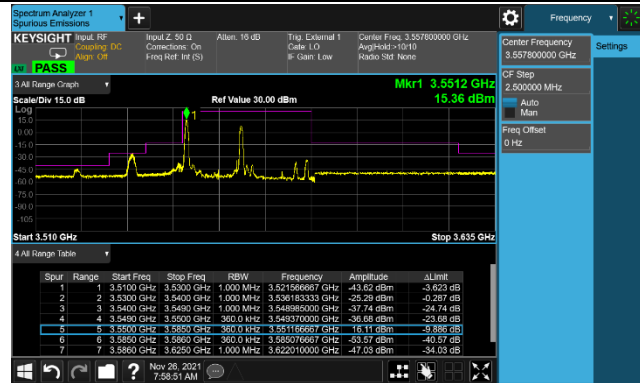 Spectrum Analyzer 1
Spurious Emissions
Frequency
KEYSIGHT Input: RF Input Z: 50 Ω Atten: 16 dB Trig: External 1 Center Freq: 3.557800000 GHz
Coupling: DC Corrections: On Gate: LO Avg|Hold:>10/10
Align: Off Freq Ref: Int (S) IF Gain: Low Radio Std: None
PASS
Center Frequency
3.557800000 GHz
Settings
CF Step
2.500000 MHz
Auto
Man
Freq Offset
0 Hz
3 All Range Graph
Mkr1 3.5512 GHz
Scale/Div 15.0 dB Ref Value 30.00 dBm 15.36 dBm
Log
15.0
0.00
-15.0
-30.0
-45.0
-60.0
-75.0
-90.0
-105
1
Start 3.510 GHz Stop 3.635 GHz
4 All Range Table
Spur Range Start Freq Stop Freq RBW Frequency Amplitude ΔLimit
1 1 3.5100 GHz 3.5300 GHz 1.000 MHz 3.521566667 GHz -43.62 dBm -3.623 dB
2 2 3.5300 GHz 3.5400 GHz 1.000 MHz 3.536183333 GHz -25.29 dBm -0.287 dB
3 3 3.5400 GHz 3.5490 GHz 1.000 MHz 3.548985000 GHz -37.74 dBm -24.74 dB
4 4 3.5490 GHz 3.5500 GHz 360.0 kHz 3.549370000 GHz -36.68 dBm -23.68 dB
5 5 3.5500 GHz 3.5850 GHz 360.0 kHz 3.551166667 GHz 16.11 dBm -9.886 dB
6 6 3.5850 GHz 3.5860 GHz 360.0 kHz 3.585076667 GHz -53.57 dBm -40.57 dB
7 7 3.5860 GHz 3.6250 GHz 1.000 MHz 3.622010000 GHz -47.03 dBm -34.03 dB
Nov 26, 2021
7:58:51 AM